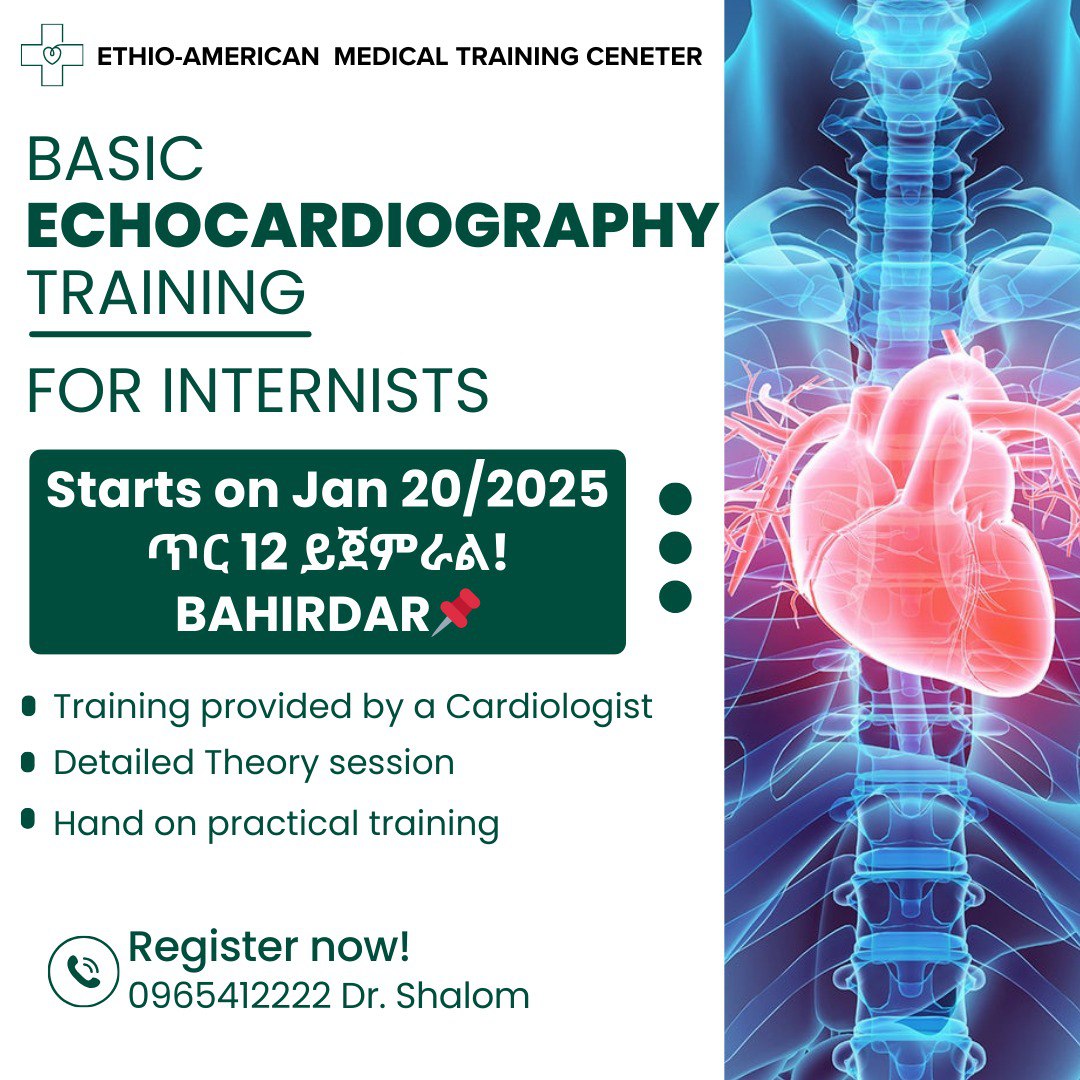 ETHIO-AMERICAN MEDICAL TRAINING CENETER
BASIC
ECHOCARDIOGRAPHY
TRAINING
FOR INTERNISTS
Starts on Jan 20/2025
ጥር 12 ይጀምራል!
BAHIRDAR📌
Training provided by a Cardiologist
Detailed Theory session
Hand on practical training
Register now!
0965412222 Dr. Shalom